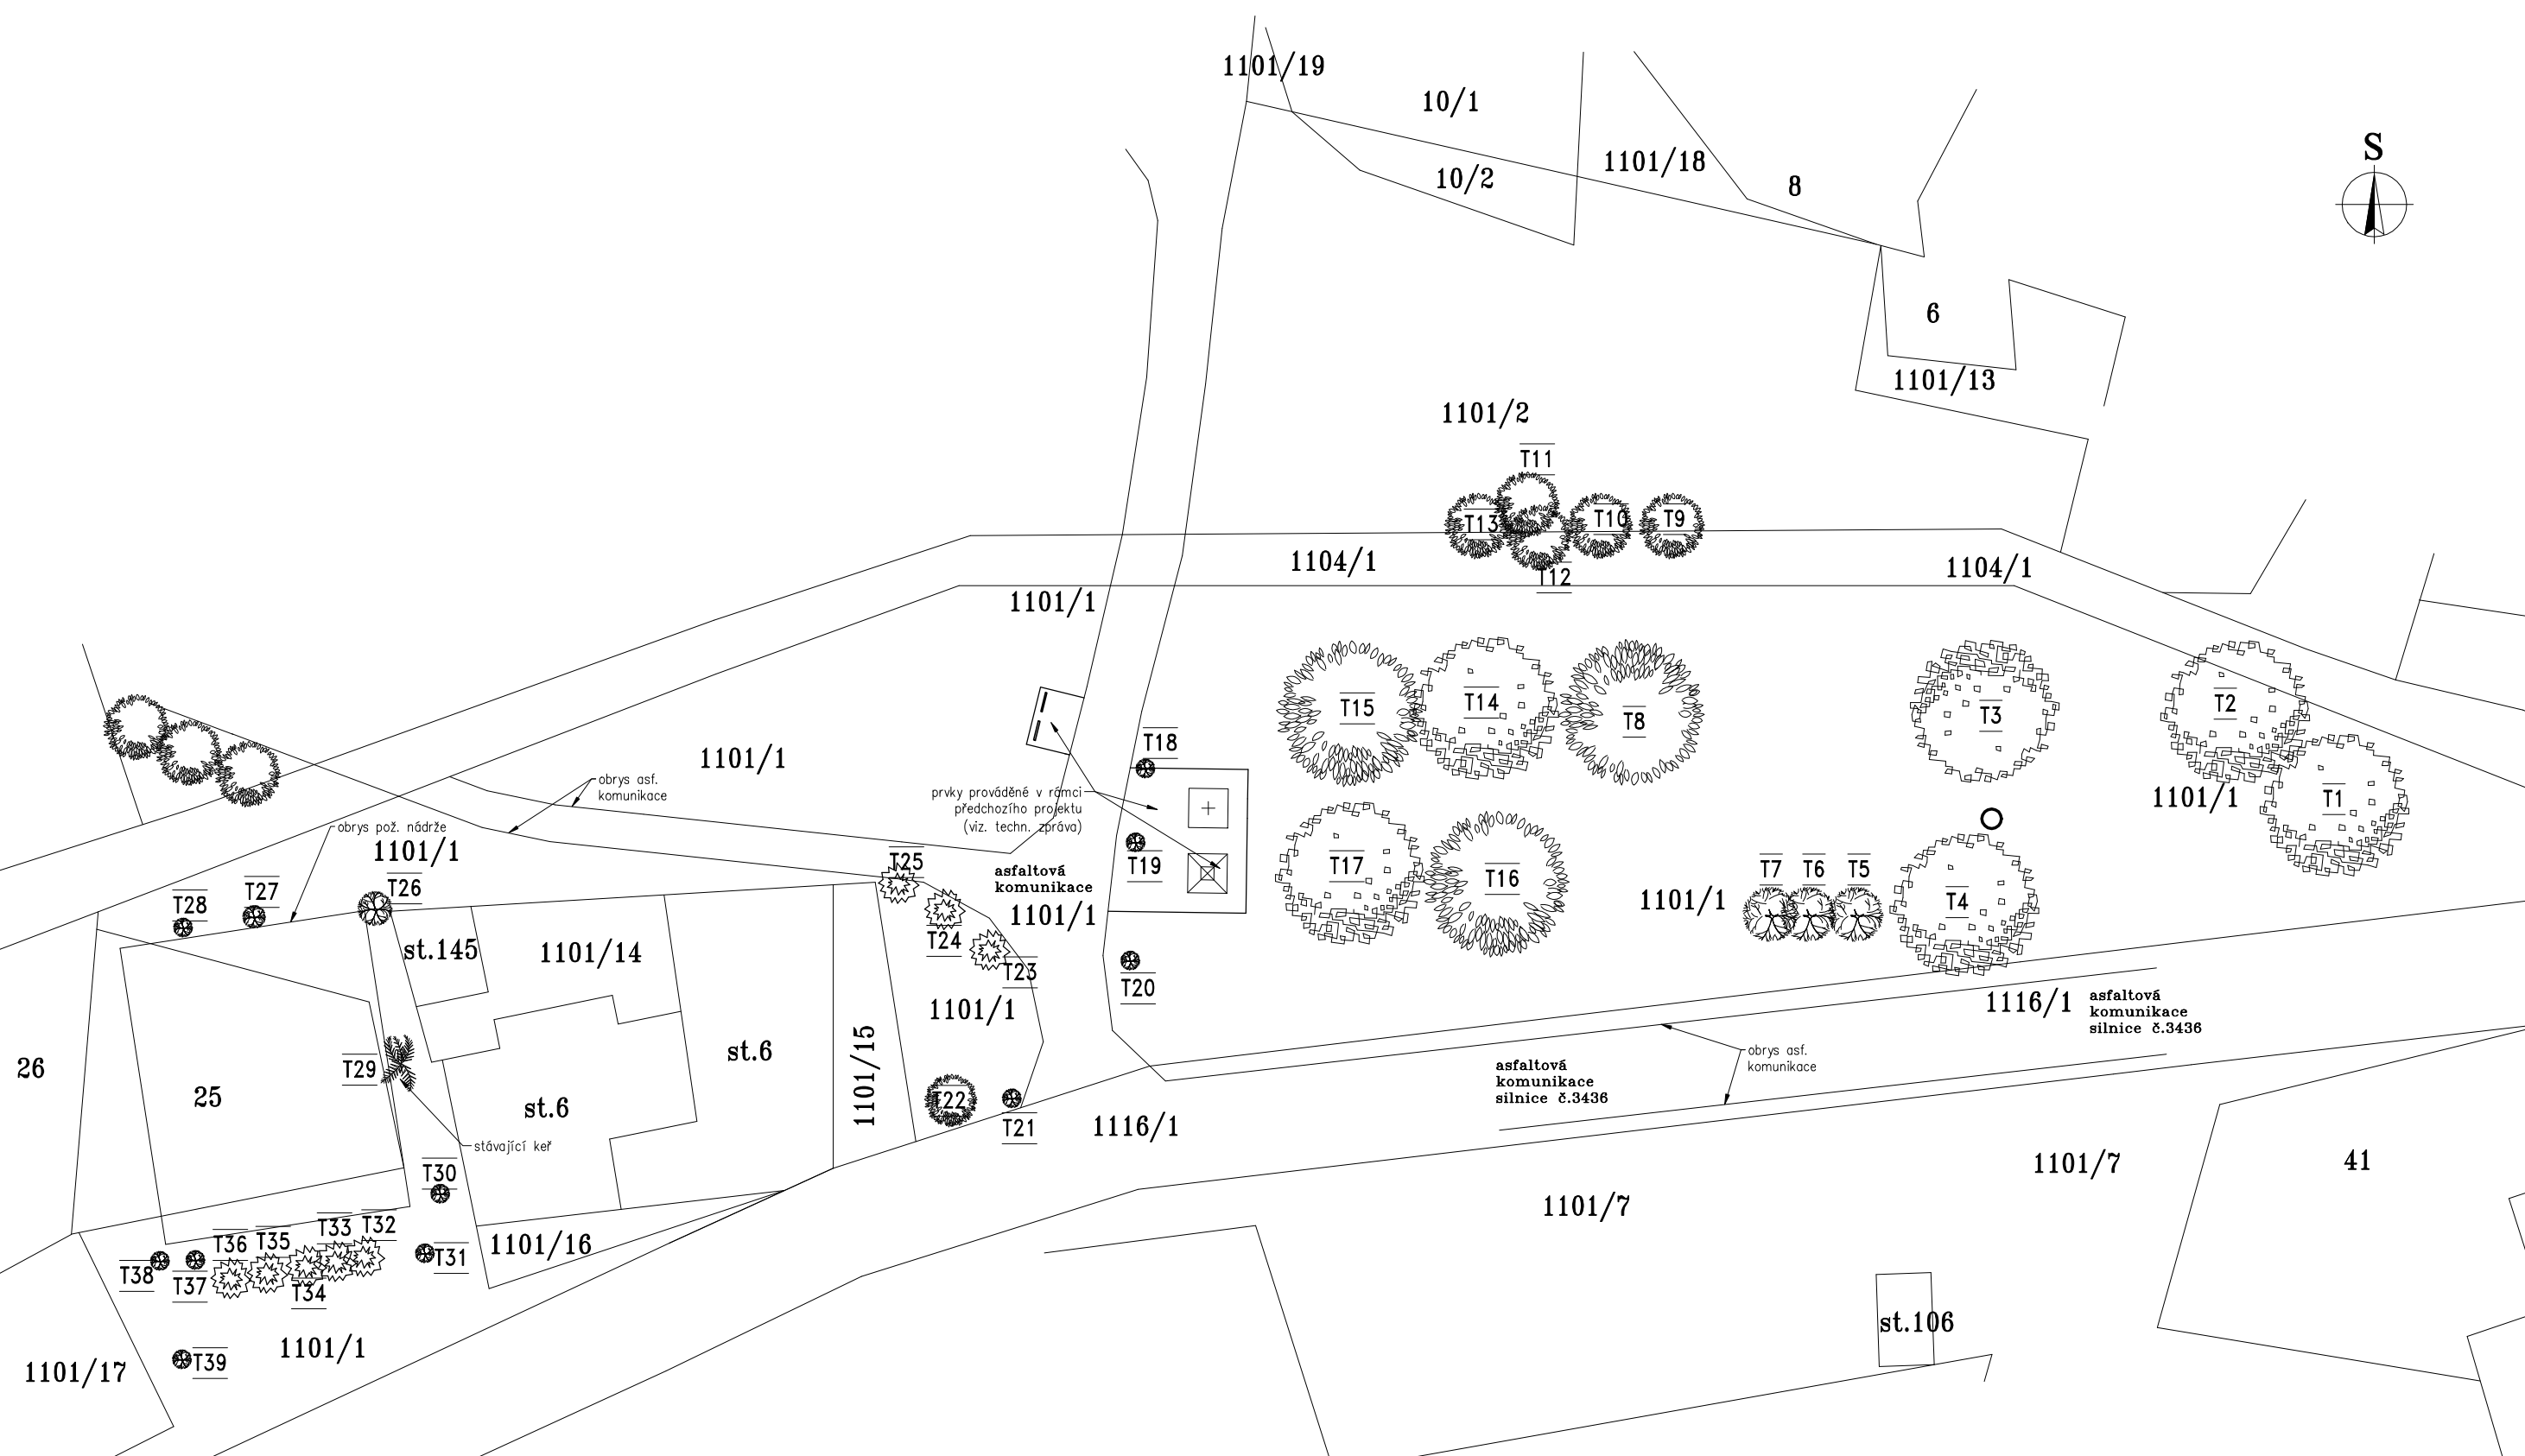 1101/19
10/1
S
1101/18
10/2
8
6
1101/13
1101/2
T11
T13
T10
T9
1104/1
T12
1104/1
1101/1
T15
T14
T8
T3
T2
T18
1101/1
obrys asf.
komunikace
prvky prováděné v rámci
předchozího projektu
(viz. techn. zpráva)
1101/1
T1
obrys pož. nádrže
1101/1
T25
T19
T17
T16
T7
T6
T5
T4
asfaltová
komunikace
1101/1
1101/1
T28
T27
T26
T24
st.145
1101/14
T23
T20
1101/1
1116/1
asfaltová
komunikace
silnice č.3436
26
25
T29
st.6
st.6
1101/15
asfaltová
komunikace
silnice č.3436
obrys asf.
komunikace
T22
T21
1116/1
stávající keř
T30
1101/7
41
1101/7
T38
T37
T36
T35
T34
T33
T32
T31
1101/16
st.106
1101/17
T39
1101/1